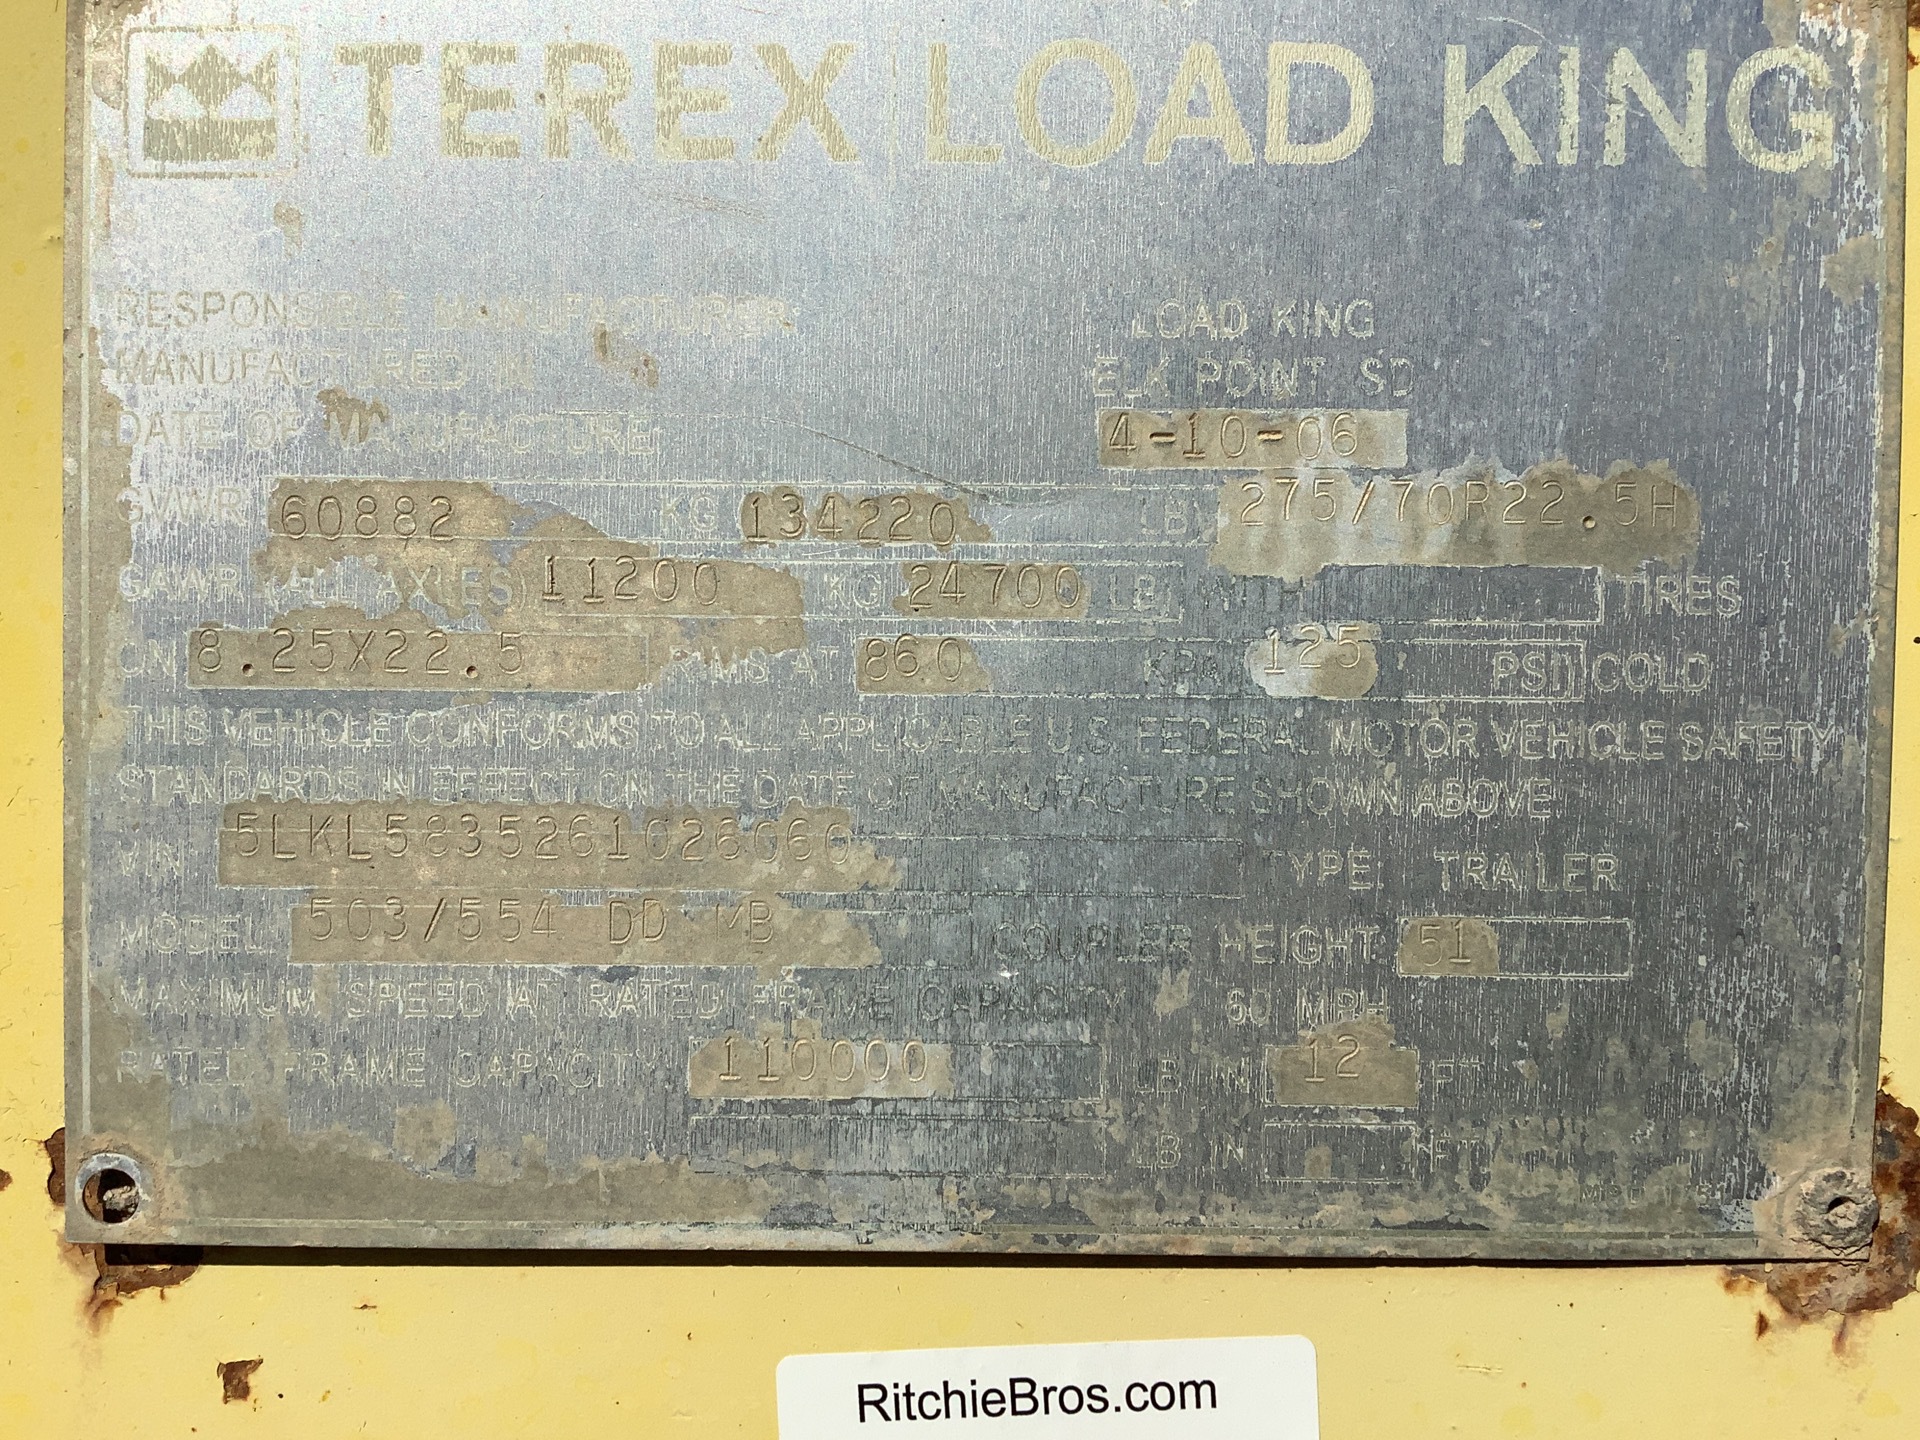 TEREX LOAD KING
RESPONSIBLE MANUFACTURER LOAD KING
MANUFACTURED IN ELK POINT, SD
DATE OF MANUFACTURE 4-10-06
GVWR 60882 KG 134220 LB 275/70R22.5H
GAWR (ALL AXLES) 11200 KG 24700 LB WITH TIRES
ON 8.25X22.5 RIMS AT 860 KPA 125 PSI COLD
THIS VEHICLE CONFORMS TO ALL APPLICABLE U.S. FEDERAL MOTOR VEHICLE SAFETY
STANDARDS IN EFFECT ON THE DATE OF MANUFACTURE SHOWN ABOVE
VIN 5LKL5835261026060 TYPE: TRAILER
MODEL 503/554 DD MB COUPLER HEIGHT 51
MAXIMUM SPEED AT RATED FRAME CAPACITY 60 MPH
RATED FRAME CAPACITY 110000 LB IN 12 FT
LB IN FT
RitchieBros.com